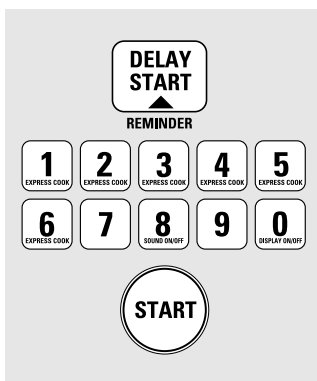 DELAY
START
REMINDER
1 2 3 4 5
EXPRESS COOK EXPRESS COOK EXPRESS COOK EXPRESS COOK EXPRESS COOK
6 7 8 9 0
EXPRESS COOK SOUND ON/OFF DISPLAY ON/OFF
START